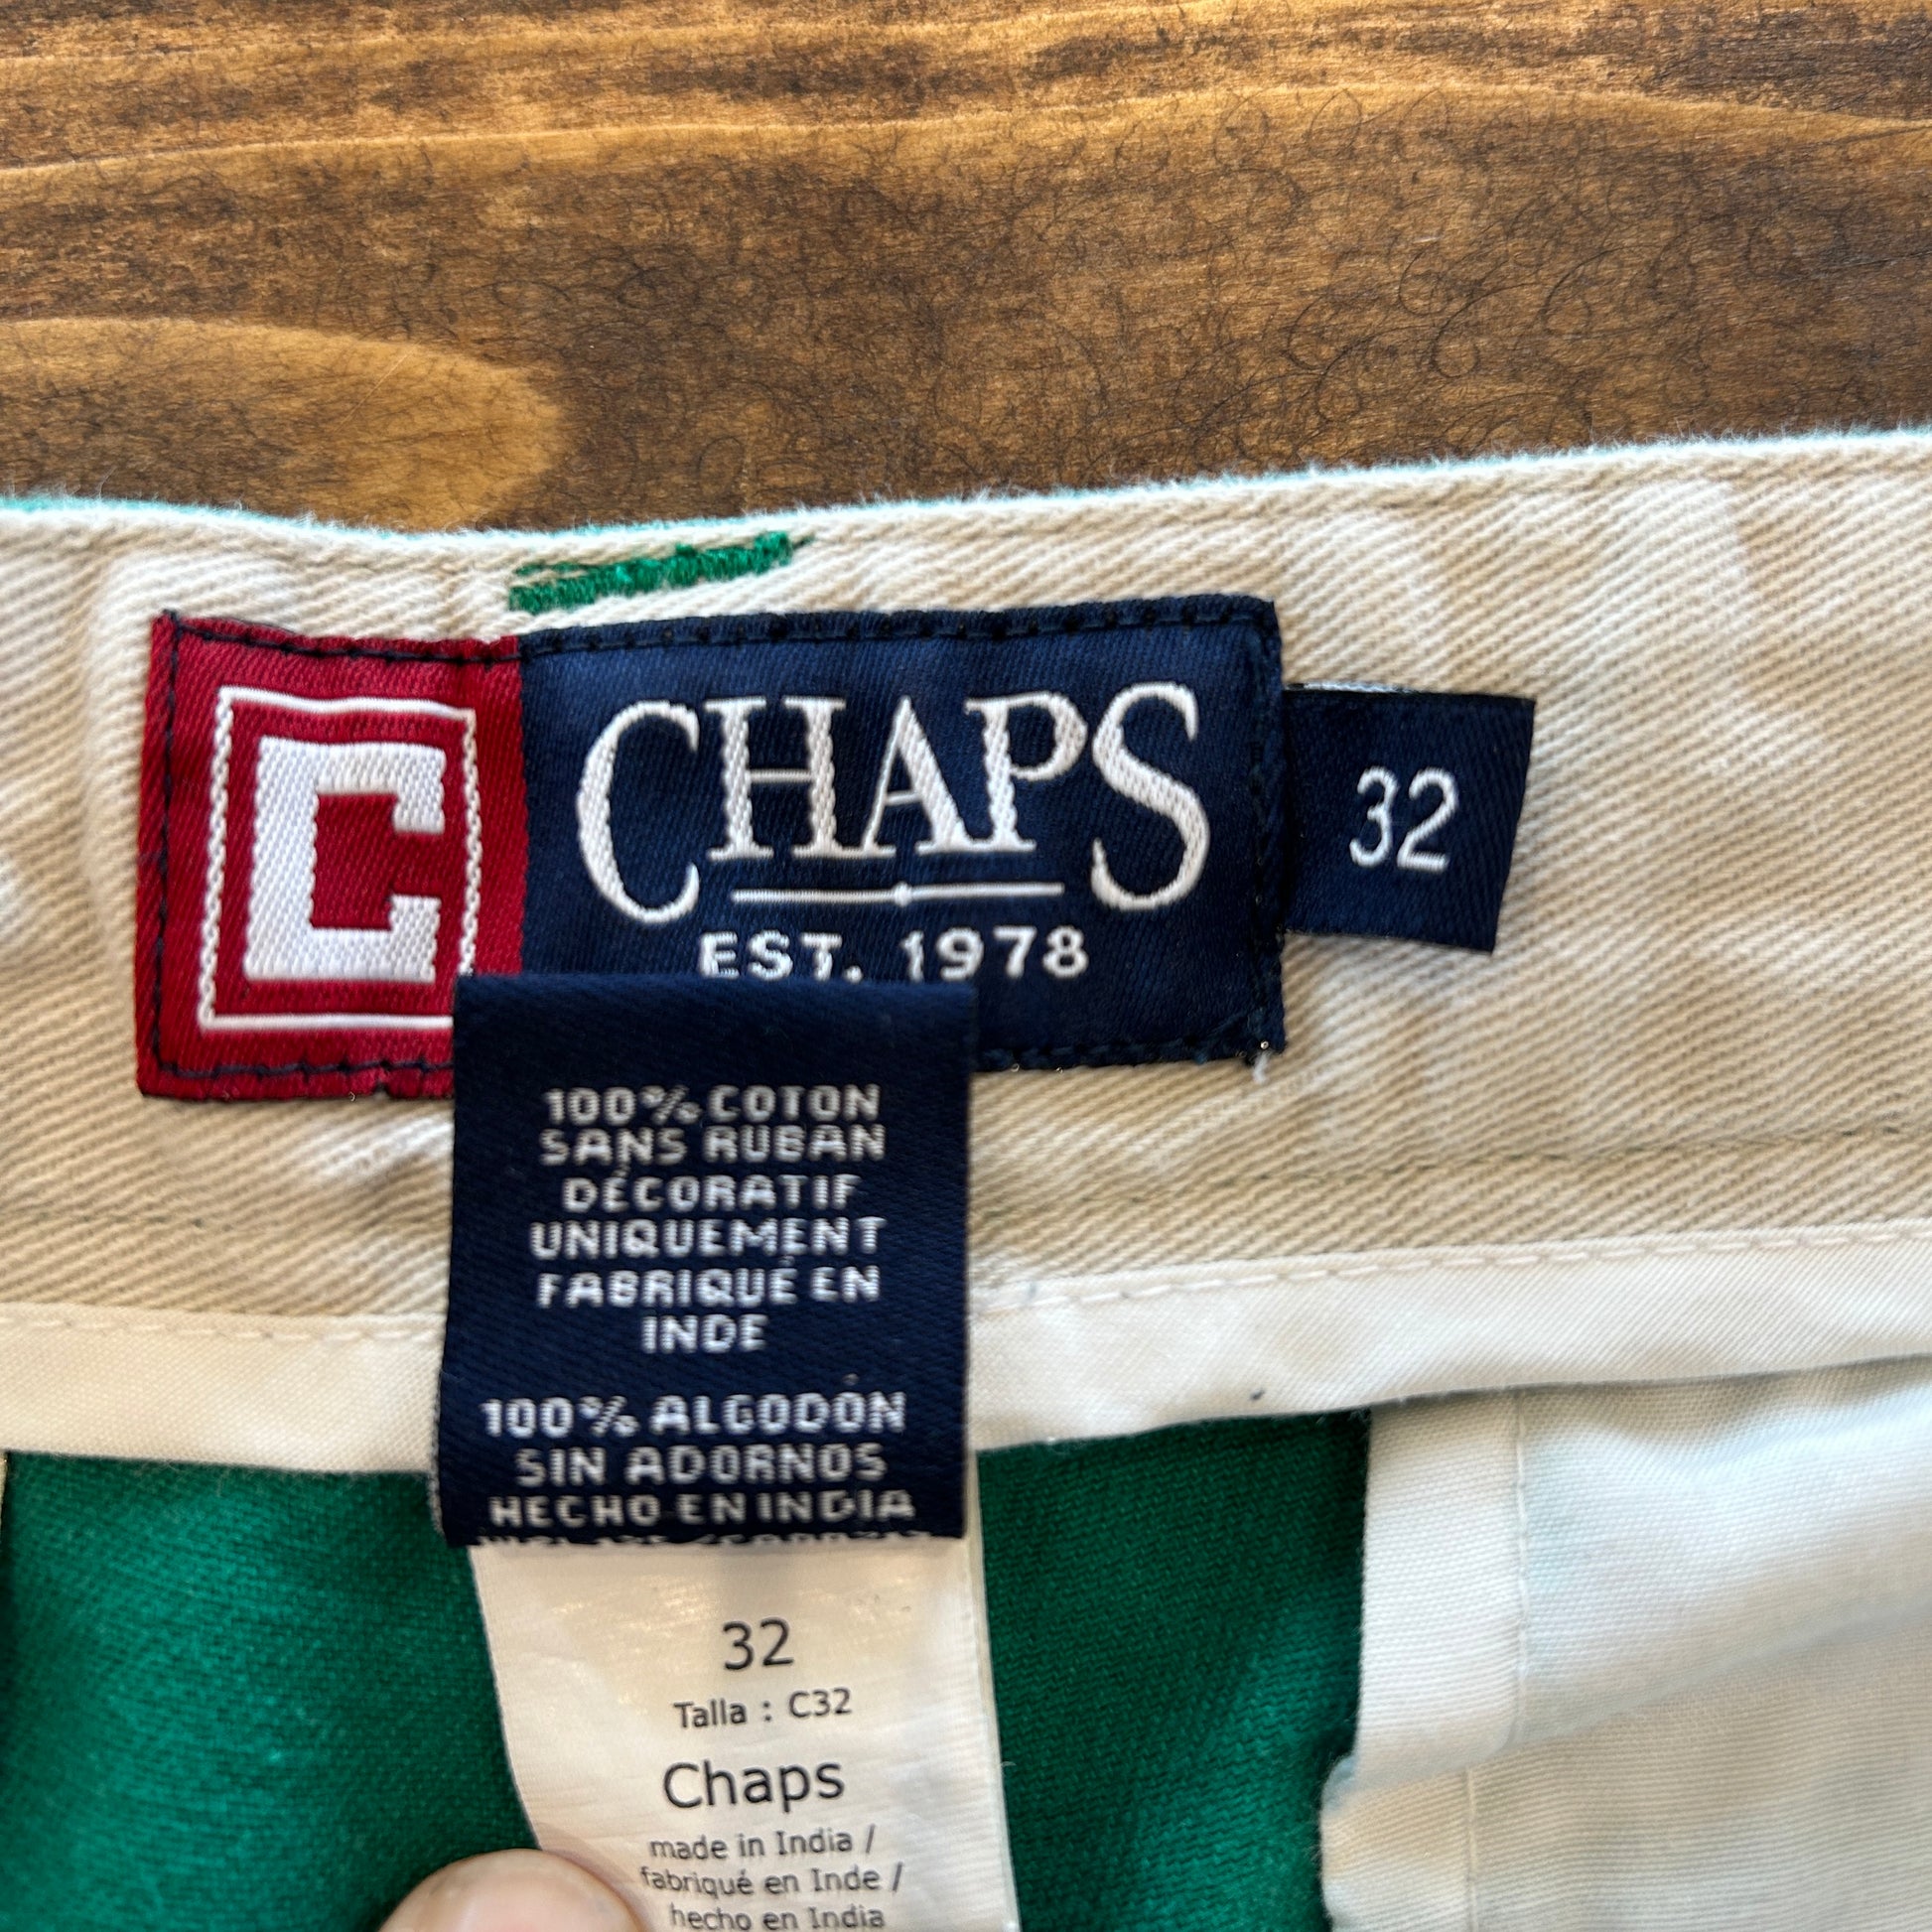 C
CHAPS
EST. 1978
32
100% COTON
SANS RUBAN
DÉCORATIF
UNIQUEMENT
FABRIQUÉ EN
INDE
100% ALGODÓN
SIN ADORNOS
HECHO EN INDIA
32
Talla : C32
Chaps
made in India /
fabriqué en Inde /
hecho en India